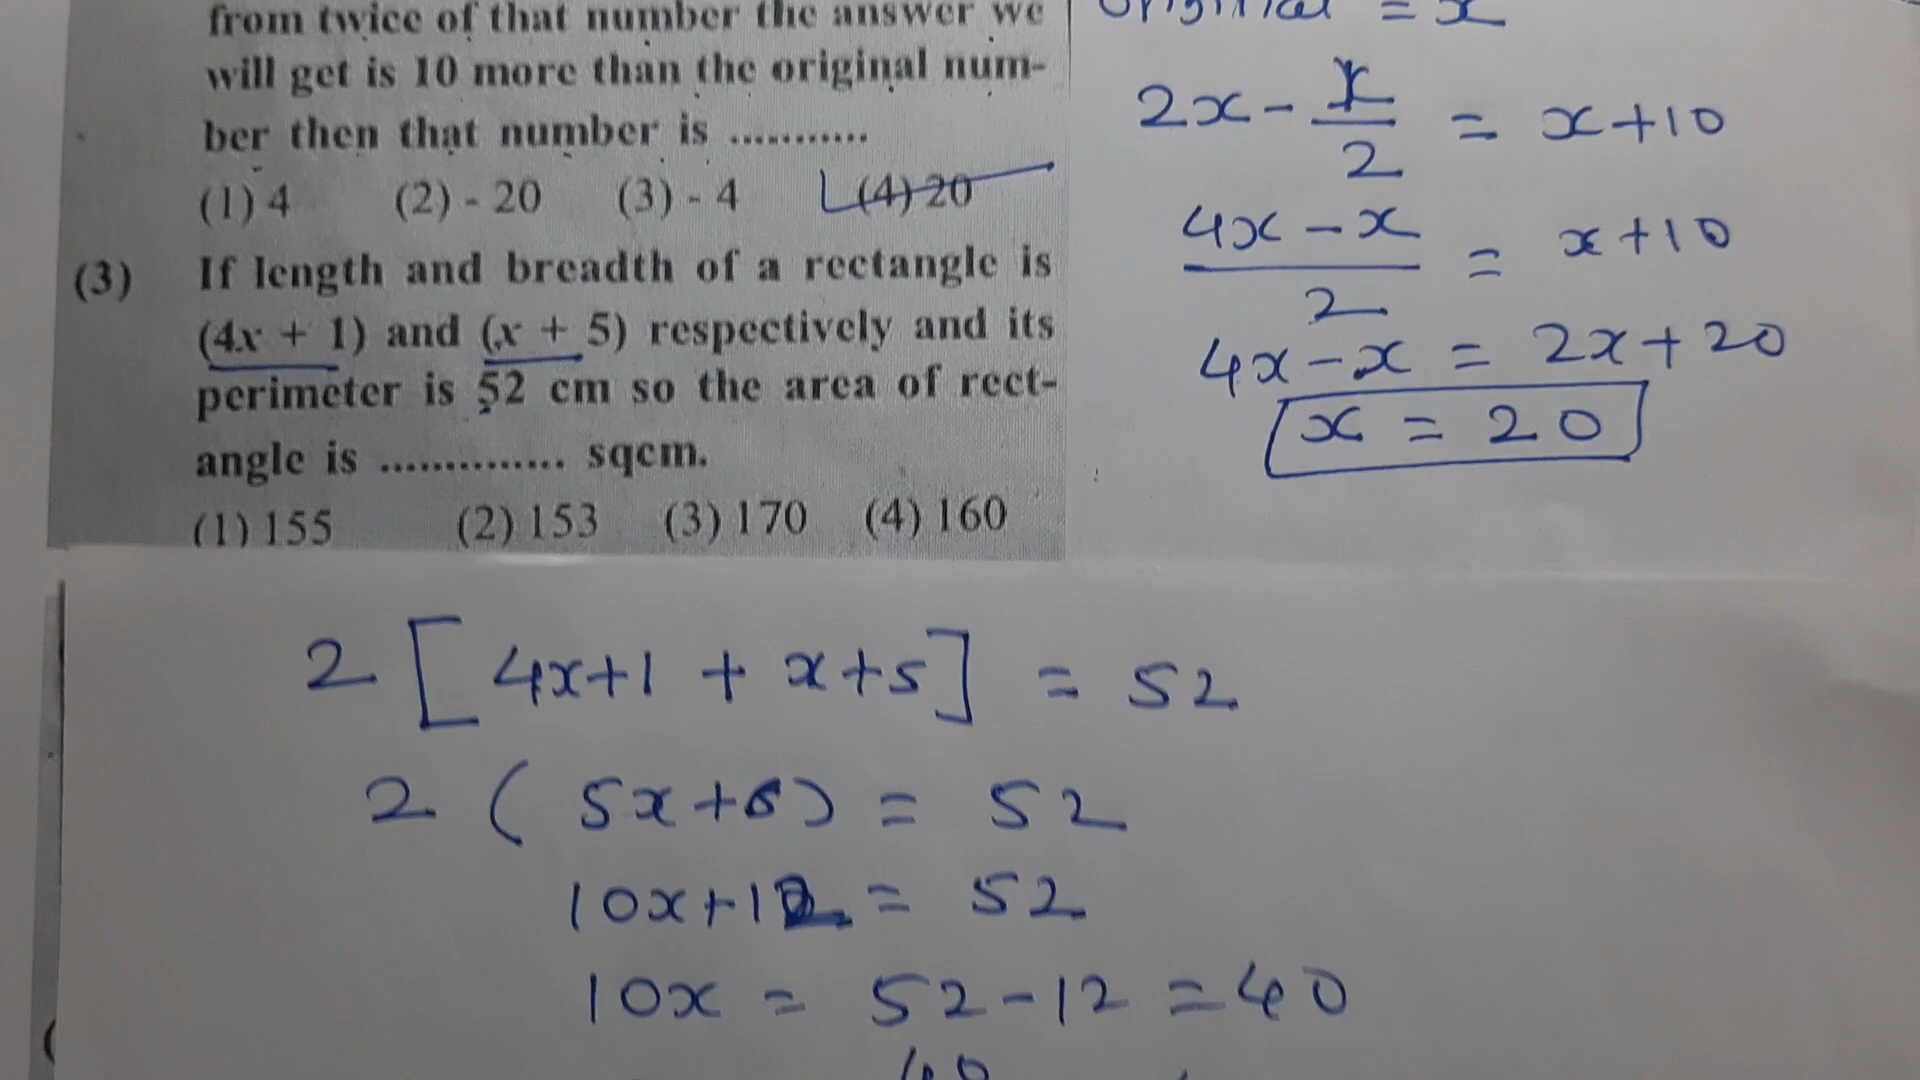 from twice of that number the answer we
will get is 10 more than the original num-
ber then that number is ...........
(1) 4 (2) - 20 (3) - 4 (4) 20
(3) If length and breadth of a rectangle is
(4x + 1) and (x + 5) respectively and its
perimeter is 52 cm so the area of rect-
angle is .............. sqcm.
(1) 155 (2) 153 (3) 170 (4) 160
= x
2x - x/2 = x+10
4x - x / 2 = x+10
4x - x = 2x+20
x = 20
2 [ 4x+1 + x+5 ] = 52
2 ( 5x+6 ) = 52
10x+12 = 52
10x = 52-12 = 40